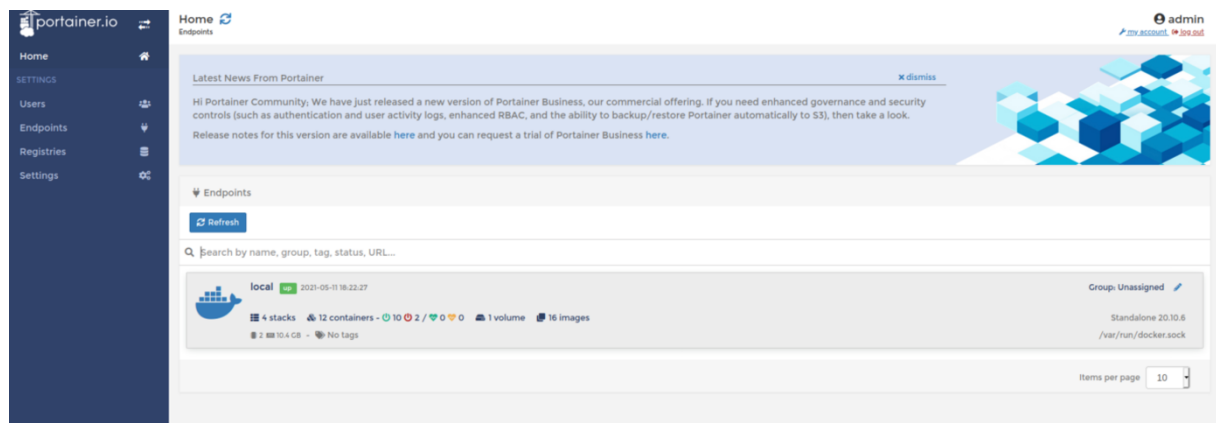 portainer.io
Home
SETTINGS
Users
Endpoints
Registries
Settings
Home
Endpoints
admin
my account log out
Latest News From Portainer
dismiss
Hi Portainer Community; We have just released a new version of Portainer Business, our commercial offering. If you need enhanced governance and security
controls (such as authentication and user activity logs, enhanced RBAC, and the ability to backup/restore Portainer automatically to S3), then take a look.
Release notes for this version are available here and you can request a trial of Portainer Business here.
Endpoints
Refresh
Search by name, group, tag, status, URL...
local up 2021-05-11 18:22:27
Group: Unassigned
4 stacks 12 containers - 10 2 / 0 0 1 volume 16 images
Standalone 20.10.6
2 10.4 GB - No tags
/var/run/docker.sock
Items per page 10